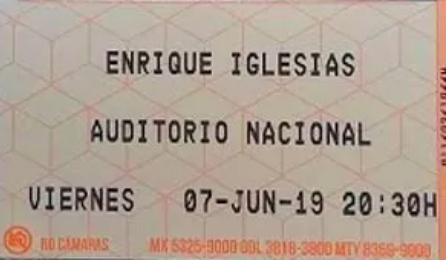 ENRIQUE IGLESIAS
AUDITORIO NACIONAL
VIERNES 07-JUN-19 20:30H
NO CÁMARAS MX 5325-9000 GDL 3818-3800 MTY 8369-9000